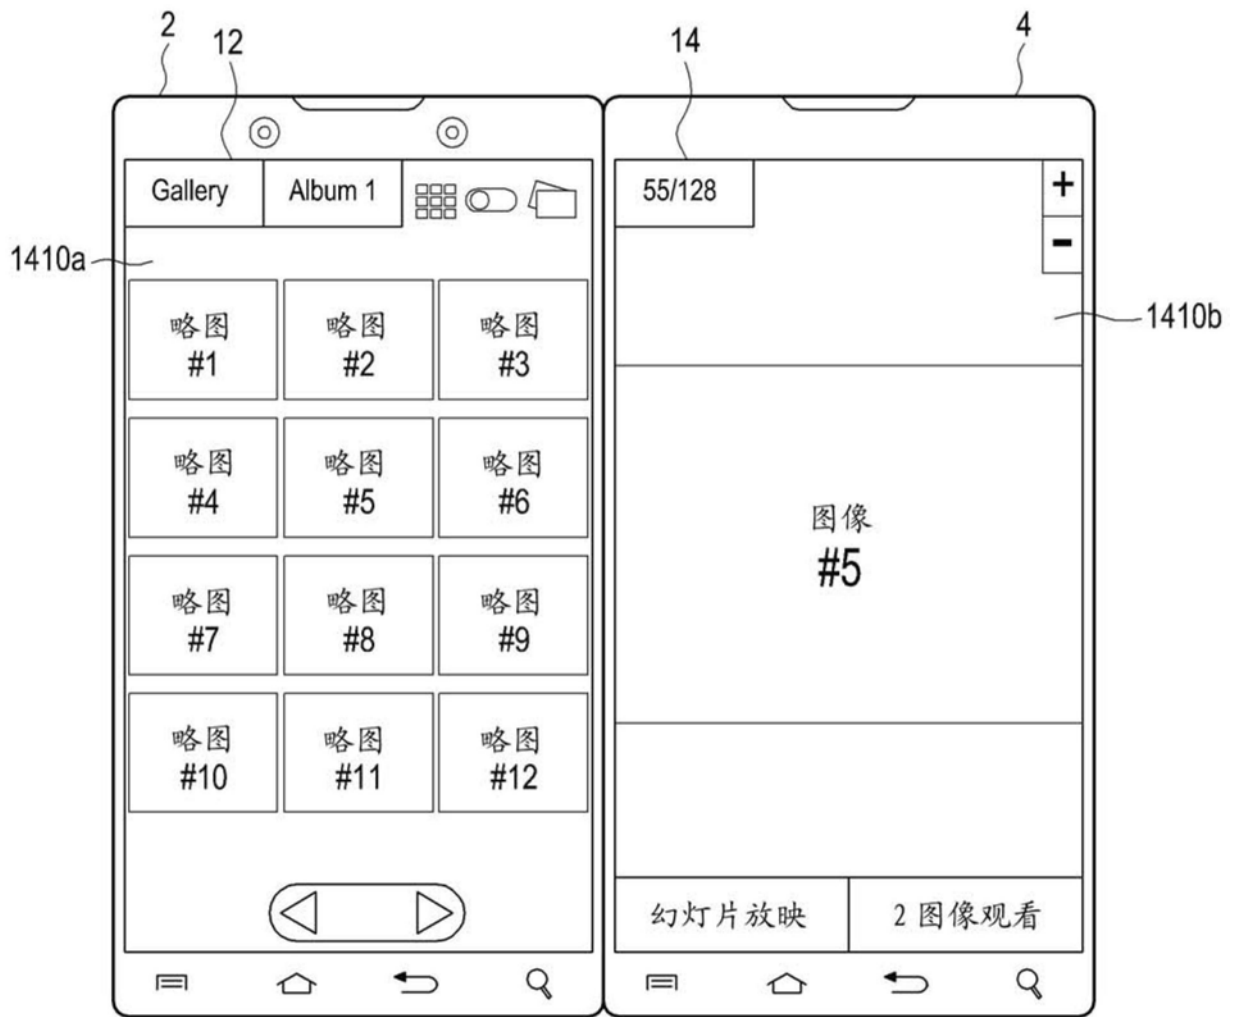 2
12
14
4
Gallery
Album 1
55/128
+
-
1410a
1410b
略图
#1
略图
#2
略图
#3
略图
#4
略图
#5
略图
#6
图像
#5
略图
#7
略图
#8
略图
#9
略图
#10
略图
#11
略图
#12
幻灯片放映
2 图像观看